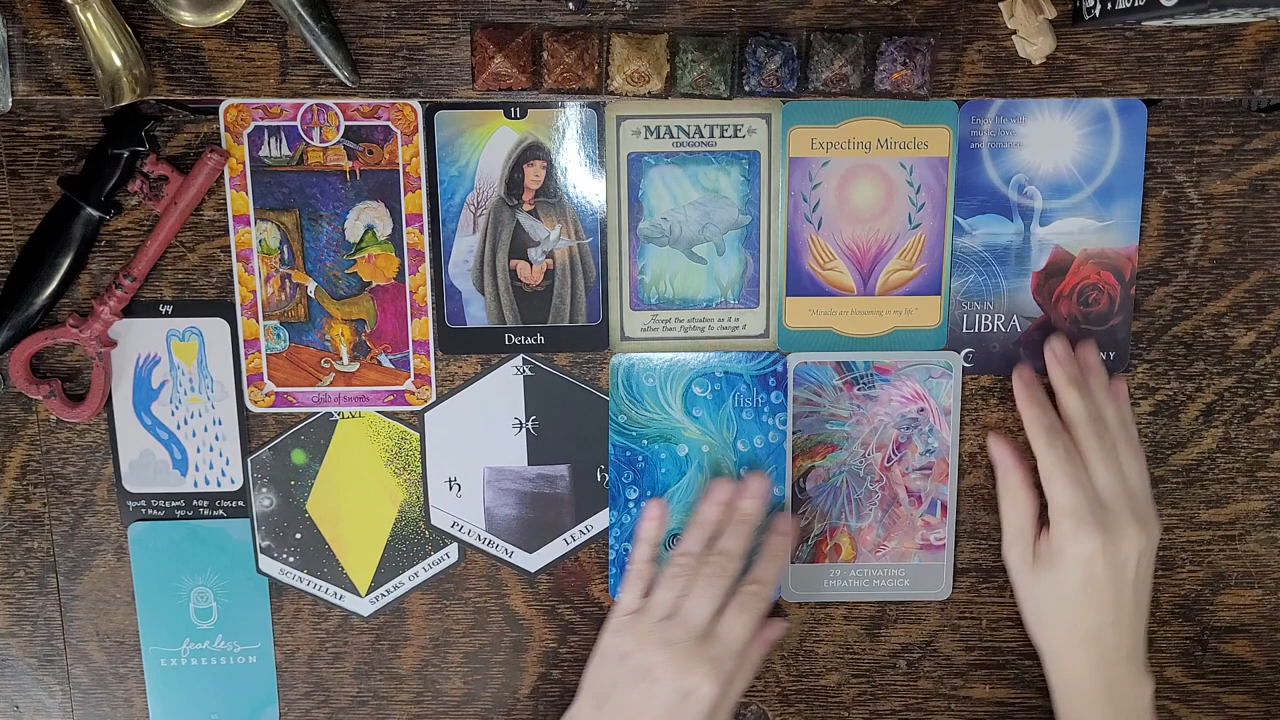 Child of Swords
11
Detach
MANATEE
(DUGONG)
Accept the situation as it is
rather than fighting to change it
Expecting Miracles
"Miracles are blossoming in my life"
Enjoy life with
music, love,
and romance.
SUN IN
LIBRA
7
NY
44
YOUR DREAMS ARE CLOSER
THAN YOU THINK
fearless
EXPRESSION
XLVI
SCINTILLAE
SPARKS OF LIGHT
XX
♓
♄
PLUMBUM
LEAD
fish
29 - ACTIVATING
EMPATHIC MAGICK